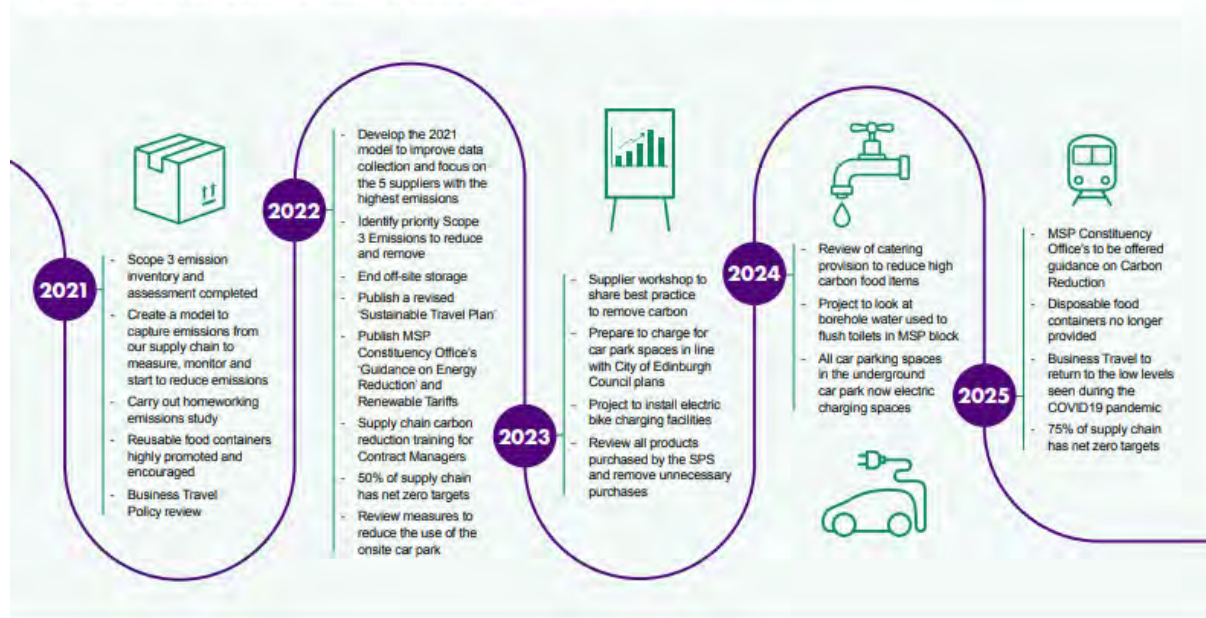 2021
- Scope 3 emission
inventory and
assessment completed
- Create a model to
capture emissions from
our supply chain to
measure, monitor and
start to reduce emissions
- Carry out homeworking
emissions study
- Reusable food containers
highly promoted and
encouraged
- Business Travel
Policy review
2022
- Develop the 2021
model to improve data
collection and focus on
the 5 suppliers with the
highest emissions
- Identify priority Scope
3 Emissions to reduce
and remove
- End off-site storage
- Publish a revised
'Sustainable Travel Plan'
- Publish MSP
Constituency Office's
'Guidance on Energy
Reduction' and
Renewable Tariffs
- Supply chain carbon
reduction training for
Contract Managers
- 50% of supply chain
has net zero targets
- Review measures to
reduce the use of the
onsite car park
2023
- Supplier workshop to
share best practice
to remove carbon
- Prepare to charge for
car park spaces in line
with City of Edinburgh
Council plans
- Project to install electric
bike charging facilities
- Review all products
purchased by the SPS
and remove unnecessary
purchases
2024
- Review of catering
provision to reduce high
carbon food items
- Project to look at
borehole water used to
flush toilets in MSP block
- All car parking spaces
in the underground
car park now electric
charging spaces
2025
- MSP Constituency
Office's to be offered
guidance on Carbon
Reduction
- Disposable food
containers no longer
provided
- Business Travel to
return to the low levels
seen during the
COVID19 pandemic
- 75% of supply chain
has net zero targets